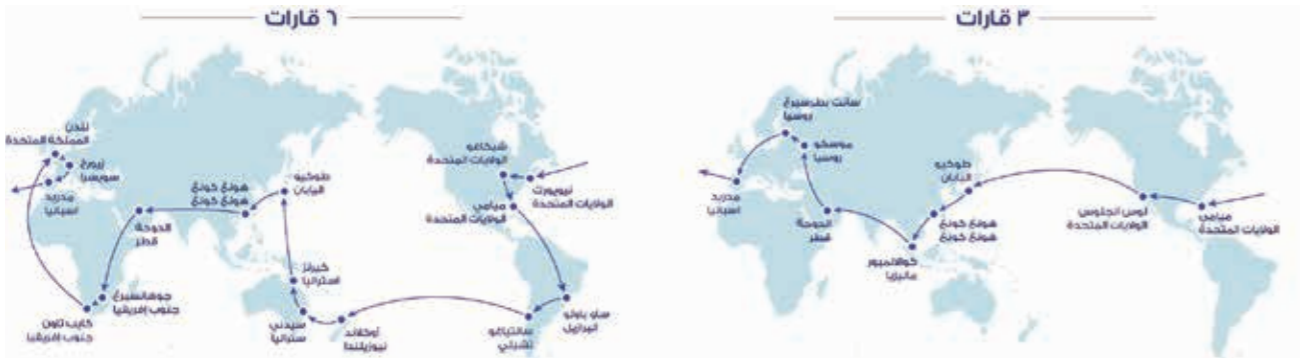 ٣ قارات
سانت بطرسبرغ
روسيا
موسكو
روسيا
طوكيو
اليابان
مدريد
اسبانيا
الدوحة
قطر
هونغ كونغ
هونغ كونغ
كوالالمبور
ماليزيا
لوس انجلوس
الولايات المتحدة
ميامي
الولايات المتحدة
٦ قارات
لندن
المملكة المتحدة
زيورخ
سويسرا
مدريد
اسبانيا
شيكاغو
الولايات المتحدة
نيويورك
الولايات المتحدة
ميامي
الولايات المتحدة
طوكيو
اليابان
هونغ كونغ
هونغ كونغ
الدوحة
قطر
كيرنز
استراليا
جوهانسبرغ
جنوب إفريقيا
كايب تاون
جنوب إفريقيا
سيدني
ستراليا
أوكلاند
نيوزيلندا
سانتياغو
تشيلي
ساو باولو
البرازيل